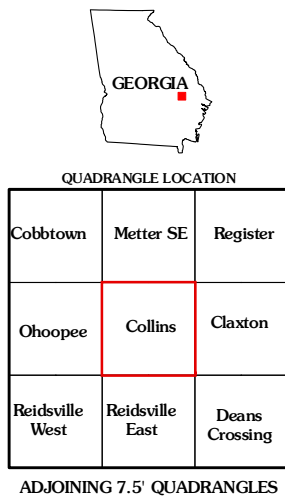 GEORGIA
QUADRANGLE LOCATION
Cobbtown
Metter SE
Register
Ohoopee
Collins
Claxton
Reidsville
West
Reidsville
East
Deans
Crossing
ADJOINING 7.5' QUADRANGLES